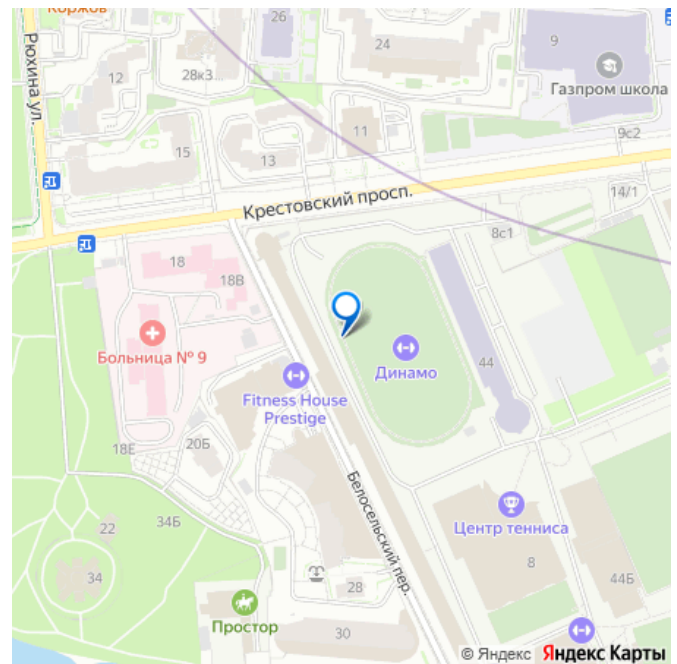 Коржов
26
24
9
Рюхина ул.
12
28к3...
Газпром школа
11
9с2
15
13
14/1
Крестовский просп.
8с1
18
18В
Больница № 9
44
Динамо
Fitness House
Prestige
18Е
20Б
Белосельский пер.
34Б
22
Центр тенниса
34
8
44Б
28
Простор
30
© Яндекс Яндекс Карты